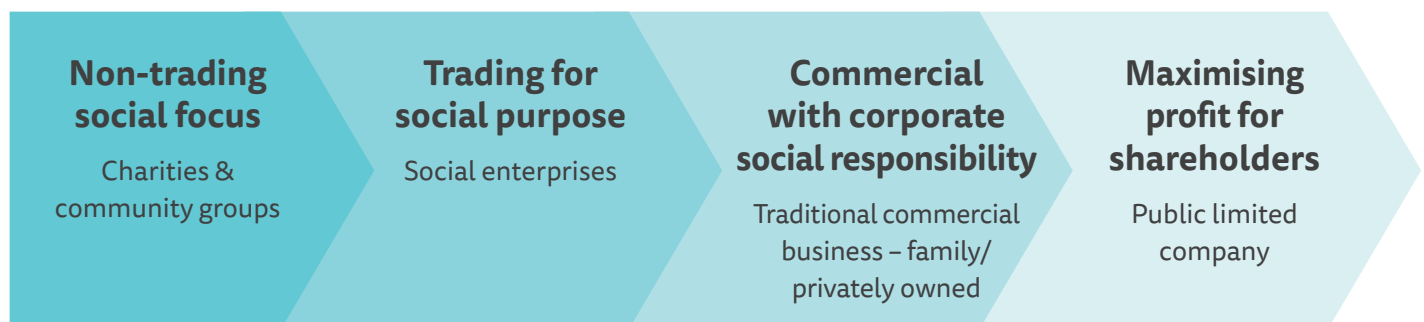 Non-trading
social focus
Charities &
community groups
Trading for
social purpose
Social enterprises
Commercial
with corporate
social responsibility
Traditional commercial
business – family/
privately owned
Maximising
profit for
shareholders
Public limited
company